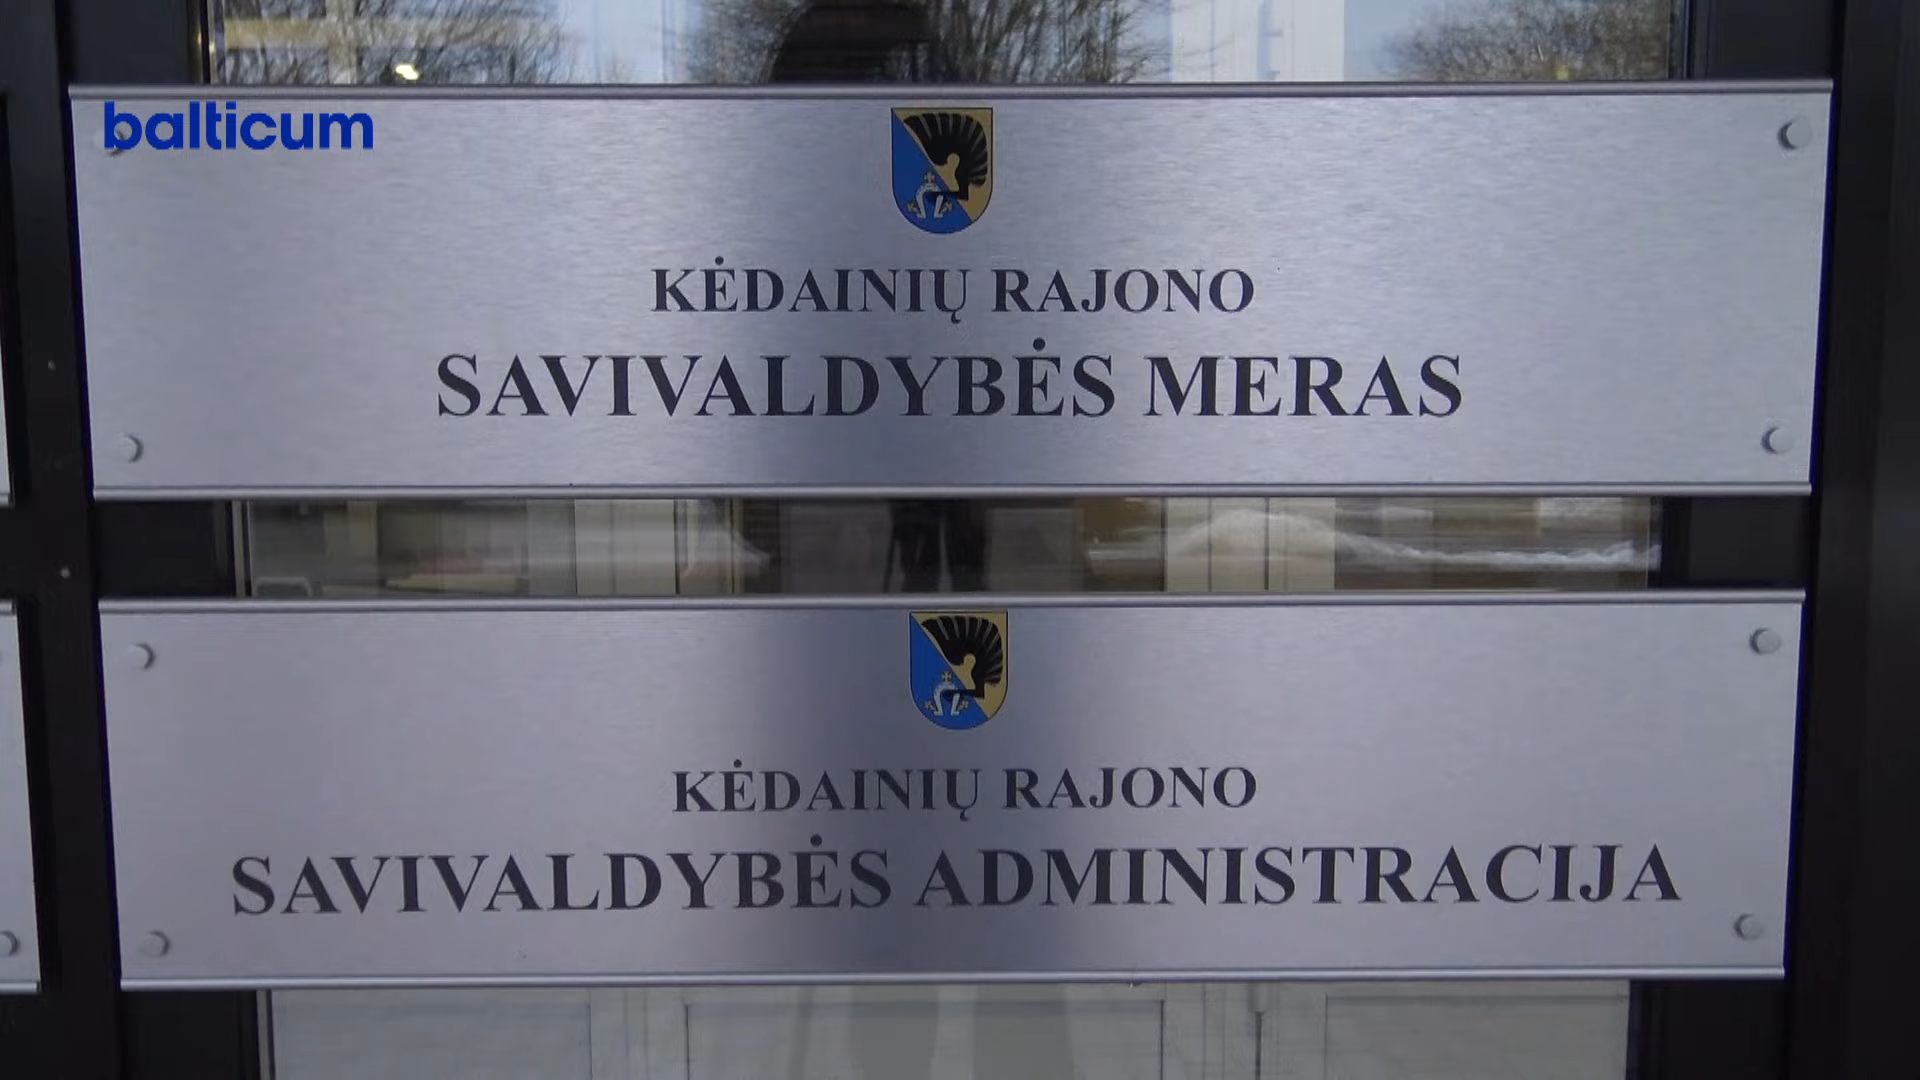 balticum
KĖDAINIŲ RAJONO
SAVIVALDYBĖS MERAS
KĖDAINIŲ RAJONO
SAVIVALDYBĖS ADMINISTRACIJA